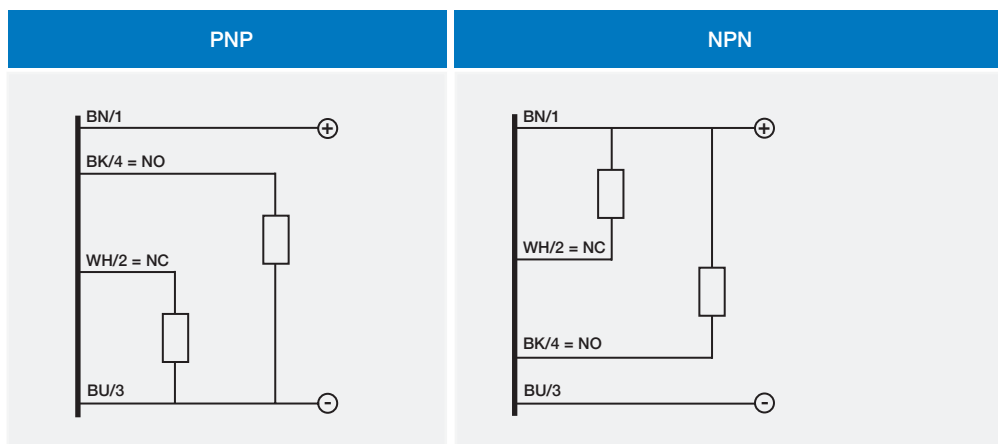 PNP
BN/1
+
BK/4 = NO
WH/2 = NC
BU/3
-
NPN
BN/1
+
WH/2 = NC
BK/4 = NO
BU/3
-